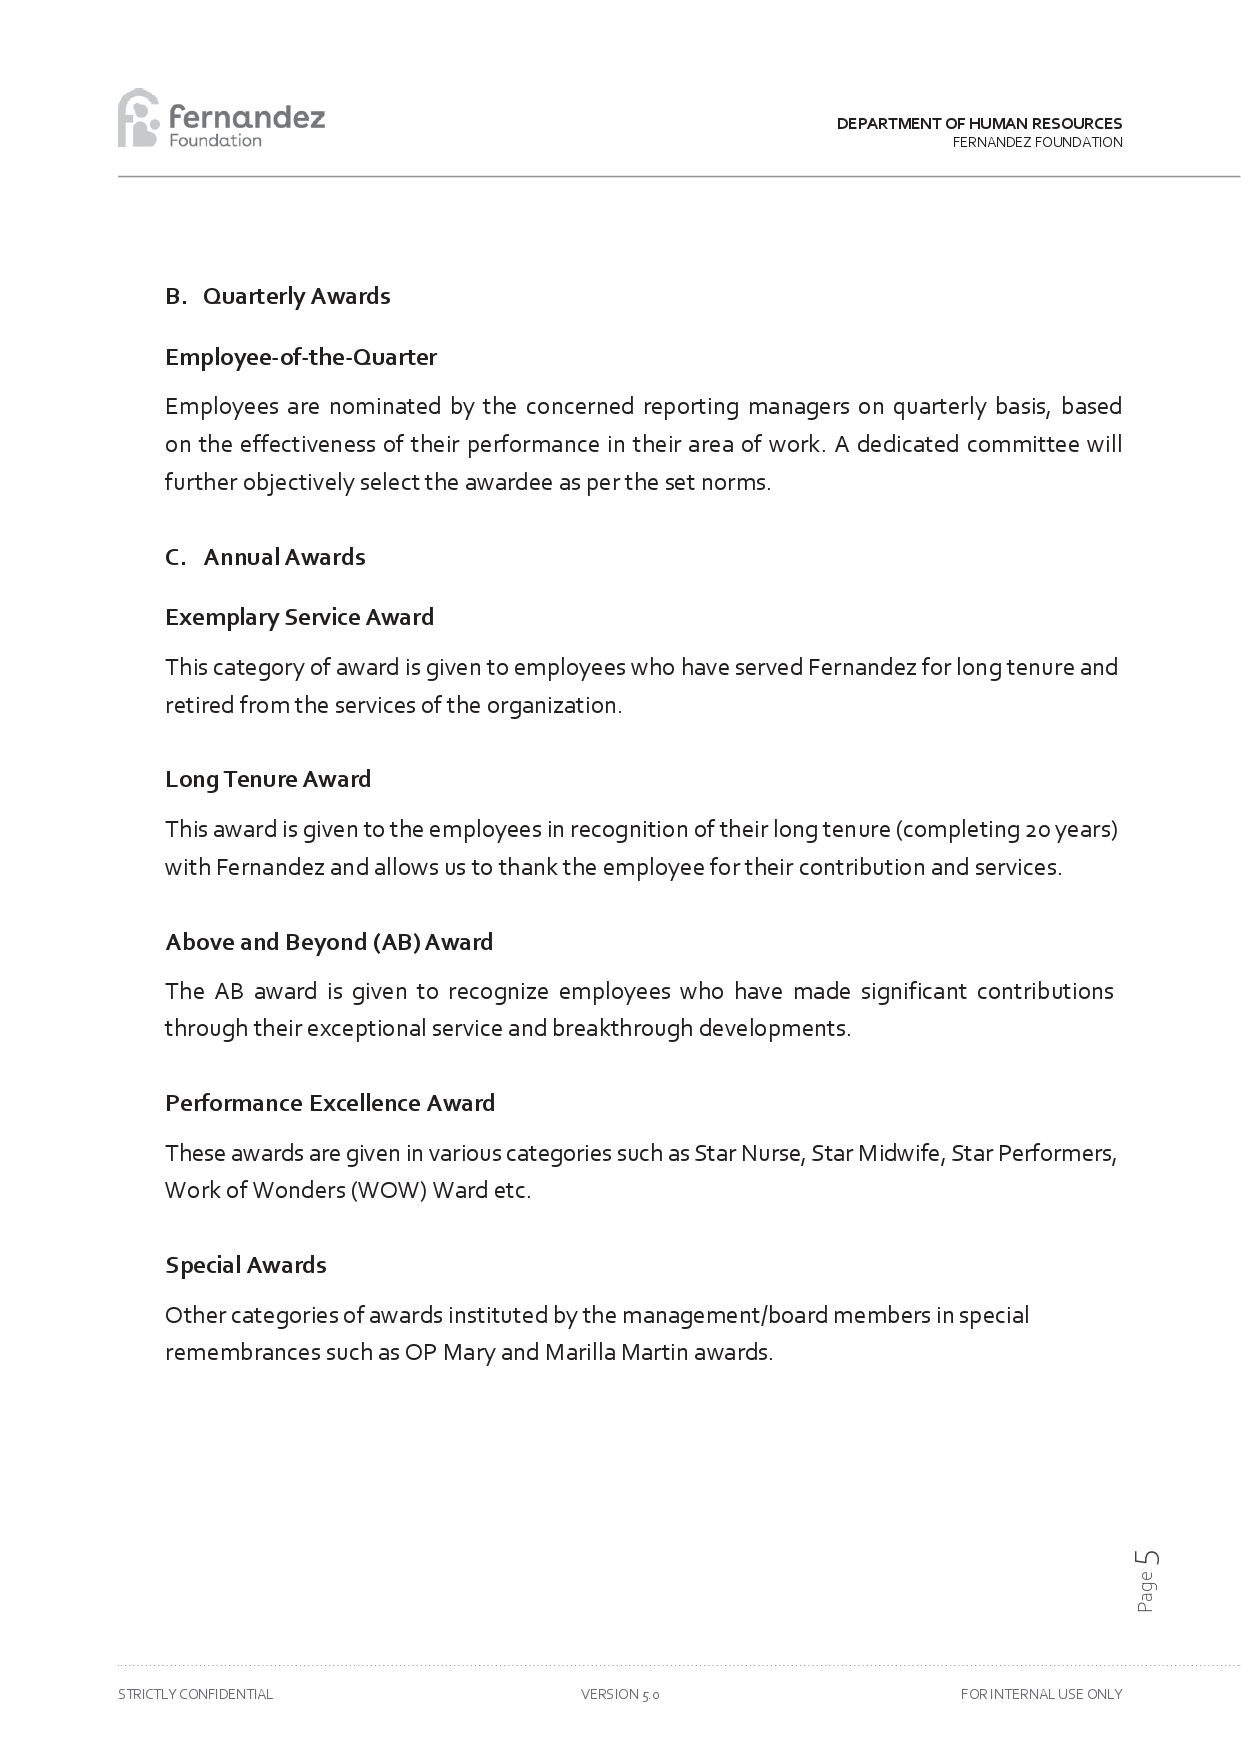 fernandez
Foundation
DEPARTMENT OF HUMAN RESOURCES
FERNANDEZ FOUNDATION
B. Quarterly Awards
Employee-of-the-Quarter
Employees are nominated by the concerned reporting managers on quarterly basis, based
on the effectiveness of their performance in their area of work. A dedicated committee will
further objectively select the awardee as per the set norms.
C. Annual Awards
Exemplary Service Award
This category of award is given to employees who have served Fernandez for long tenure and
retired from the services of the organization.
Long Tenure Award
This award is given to the employees in recognition of their long tenure (completing 20 years)
with Fernandez and allows us to thank the employee for their contribution and services.
Above and Beyond (AB) Award
The AB award is given to recognize employees who have made significant contributions
through their exceptional service and breakthrough developments.
Performance Excellence Award
These awards are given in various categories such as Star Nurse, Star Midwife, Star Performers,
Work of Wonders (WOW) Ward etc.
Special Awards
Other categories of awards instituted by the management/board members in special
remembrances such as OP Mary and Marilla Martin awards.
Page 5
STRICTLY CONFIDENTIAL
VERSION 5.0
FOR INTERNAL USE ONLY